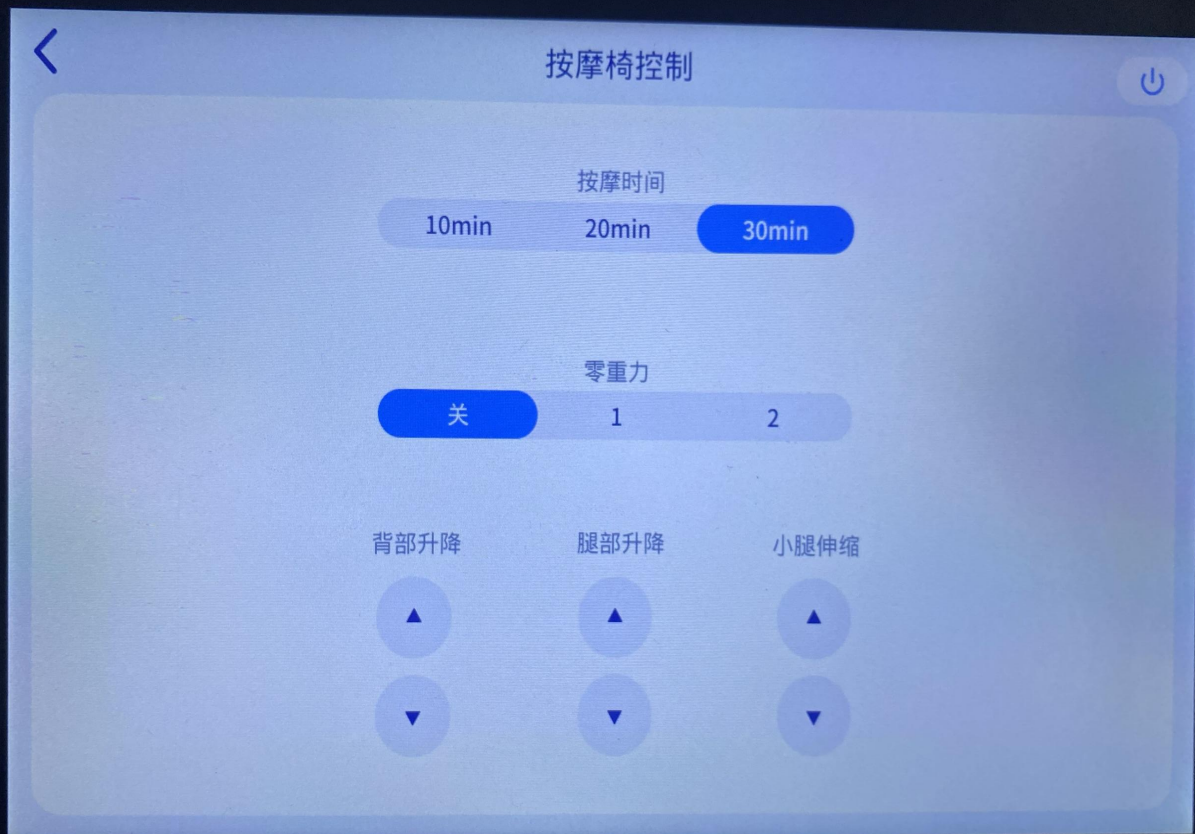 按摩椅控制
按摩时间
10min 20min 30min
零重力
关 1 2
背部升降 腿部升降 小腿伸缩